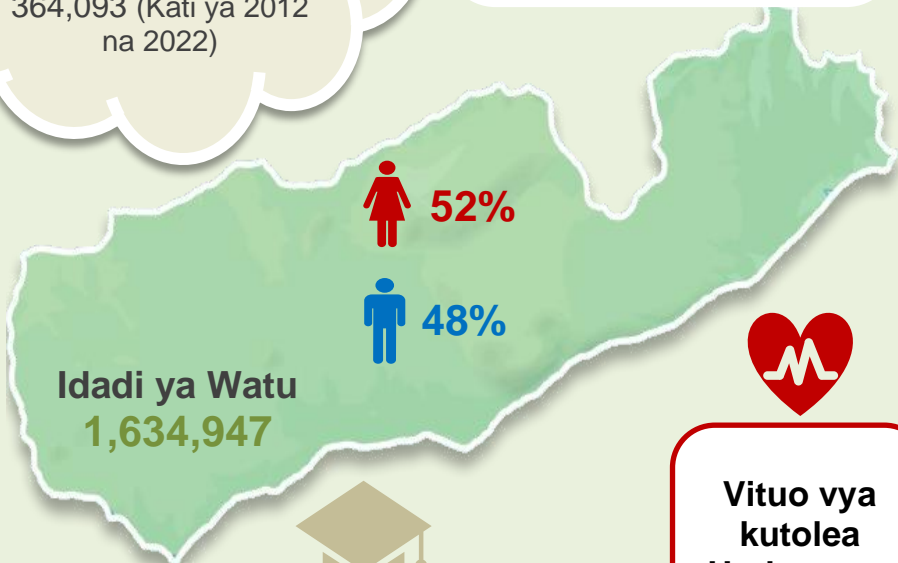 364,093 (Kati ya 2012
na 2022)
52%
48%
Idadi ya Watu
1,634,947
Vituo vya
kutolea